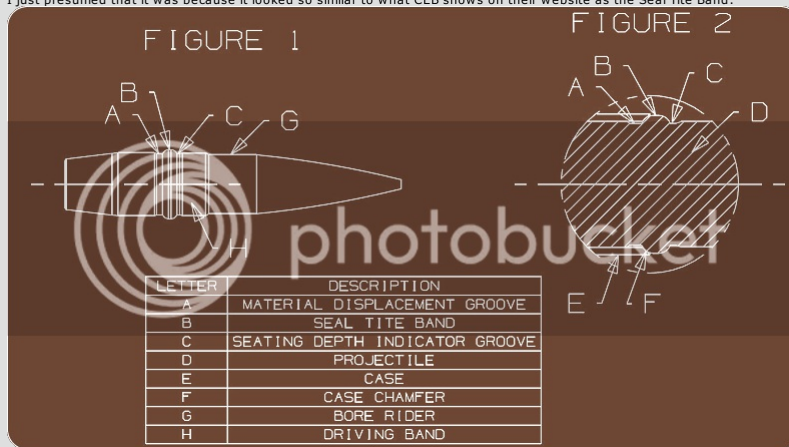 I just presumed that it was because it looked so similar to what CEB shows on their website as the Seal Tite Band.
FIGURE 1
FIGURE 2
B
A
C
G
H
B
A
C
D
E
F
photobucket
LETTER DESCRIPTION
A MATERIAL DISPLACEMENT GROOVE
B SEAL TITE BAND
C SEATING DEPTH INDICATOR GROOVE
D PROJECTILE
E CASE
F CASE CHAMFER
G BORE RIDER
H DRIVING BAND